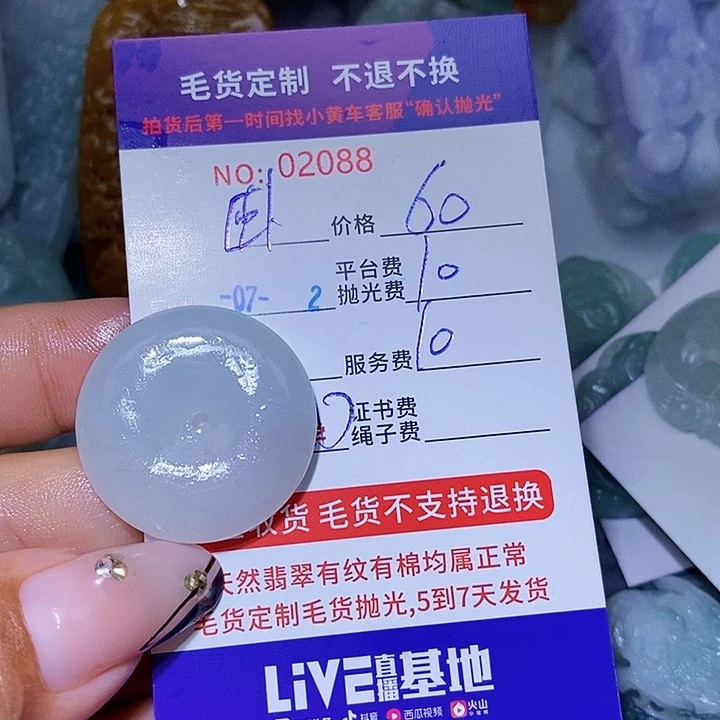 毛货定制 不退不换
拍货后第一时间找小黄车客服“确认抛光”
NO: 02088
价格 60
平台费
抛光费 10
-07- 2
服务费 10
证书费
绳子费
收货 毛货不支持退换
天然翡翠有纹有棉均属正常
毛货定制毛货抛光,5到7天发货
LiVE直播基地
抖音 西瓜视频 火山